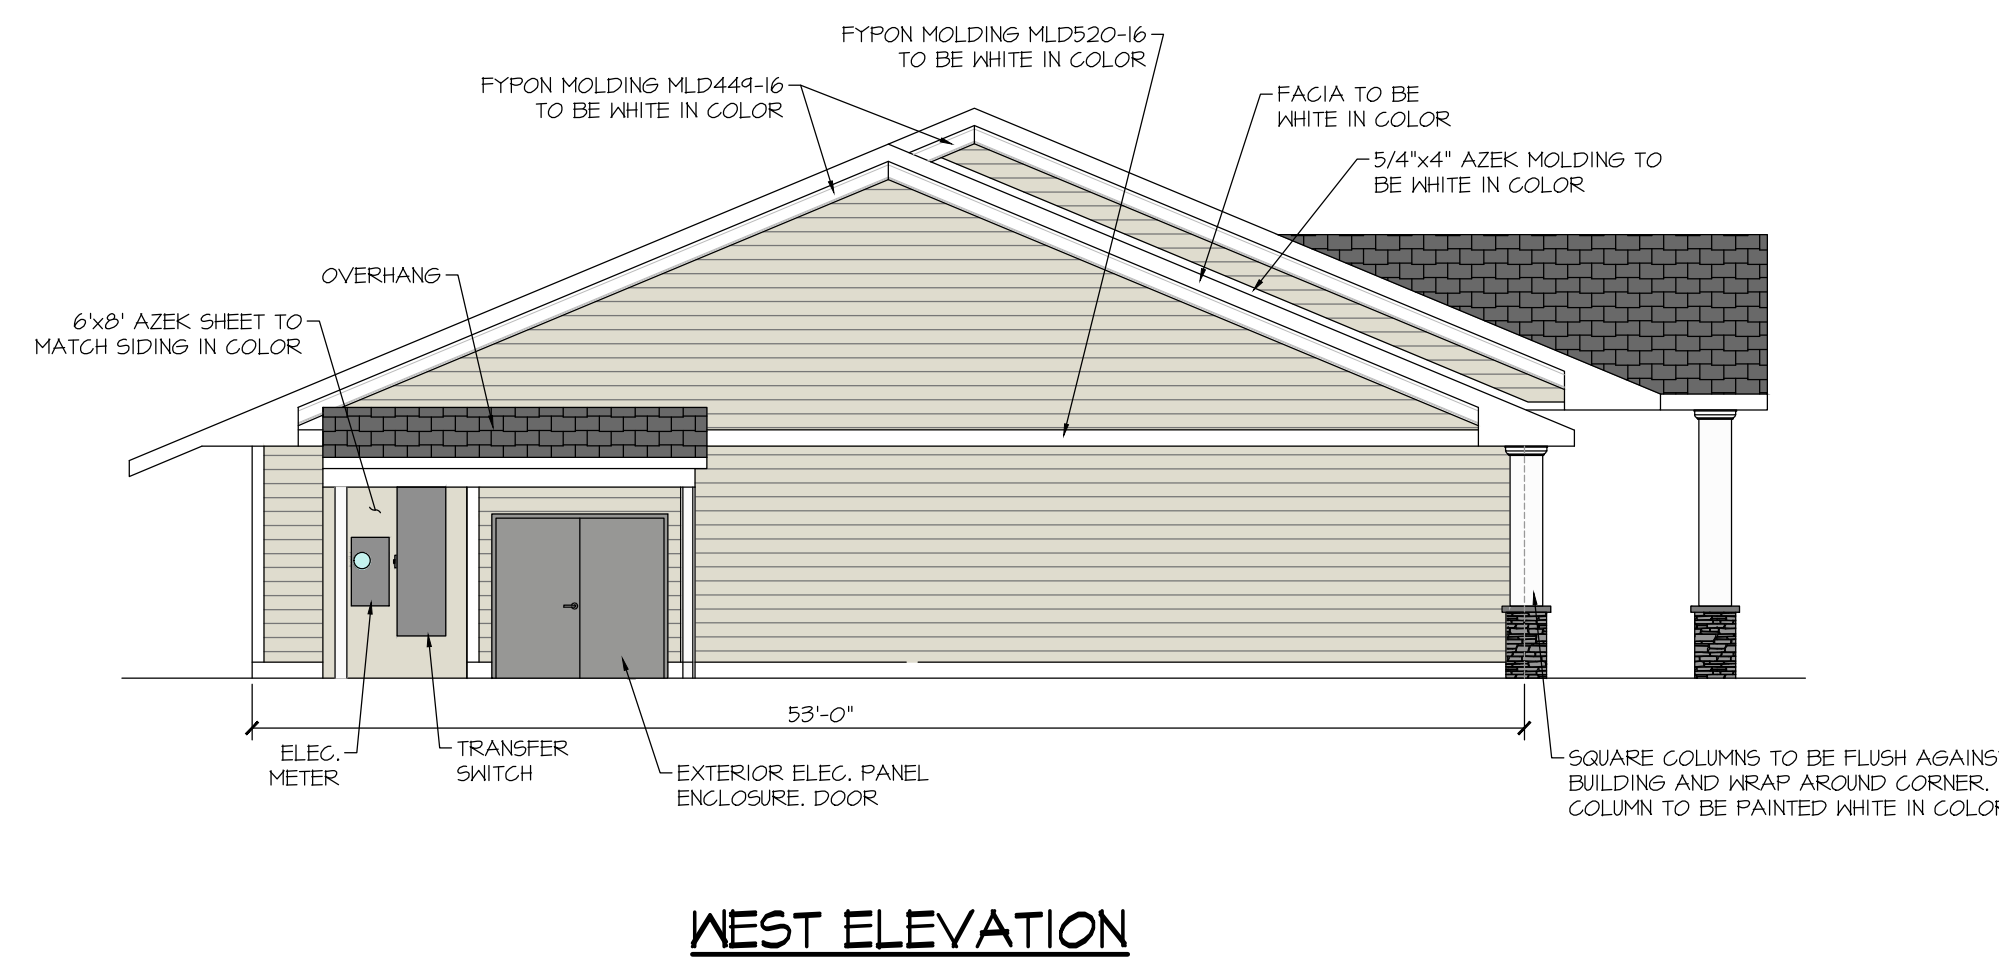 FYPON MOLDING MLD520-16
TO BE WHITE IN COLOR
FYPON MOLDING MLD449-16
TO BE WHITE IN COLOR
FACIA TO BE
WHITE IN COLOR
5/4"x4" AZEK MOLDING TO
BE WHITE IN COLOR
OVERHANG
6'x8' AZEK SHEET TO
MATCH SIDING IN COLOR
53'-0"
ELEC.
METER
TRANSFER
SWITCH
EXTERIOR ELEC. PANEL
ENCLOSURE. DOOR
SQUARE COLUMNS TO BE FLUSH AGAINS
BUILDING AND WRAP AROUND CORNER.
COLUMN TO BE PAINTED WHITE IN COLOR
WEST ELEVATION